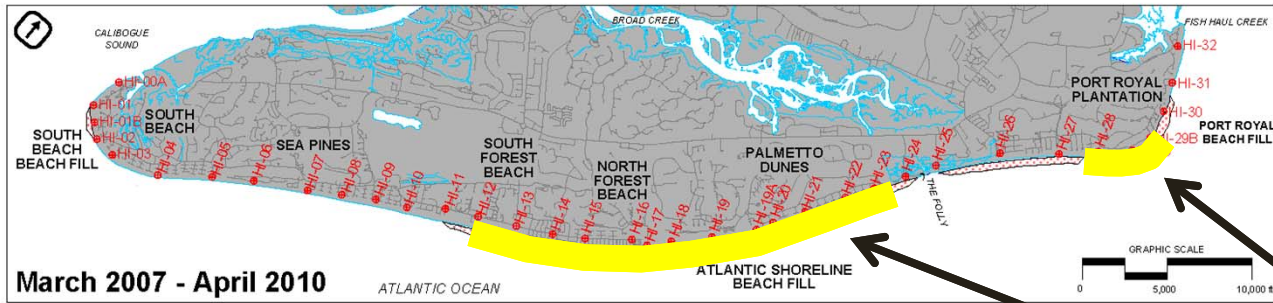 CALIBOGUE
SOUND
BROAD CREEK
FISH HAUL CREEK
HI-32
HI-00A
HI-31
PORT ROYAL
PLANTATION
HI-01
HI-30
HI-01B
SOUTH
BEACH
HI-02
HI-03
SOUTH
BEACH
BEACH FILL
HI-04
HI-05
HI-06
SEA PINES
HI-07
HI-08
HI-09
HI-10
HI-11
SOUTH
FOREST
BEACH
HI-12
HI-13
HI-14
HI-15
NORTH
FOREST
BEACH
HI-16
HI-17
HI-18
HI-19
PALMETTO
DUNES
HI-19A
HI-20
HI-21
HI-22
HI-23
HI-24
HI-25
THE FOLLY
HI-26
HI-27
HI-28
HI-29B
PORT ROYAL
BEACH FILL
ATLANTIC SHORELINE
BEACH FILL
March 2007 - April 2010
ATLANTIC OCEAN
GRAPHIC SCALE
0
5,000
10,000 ft